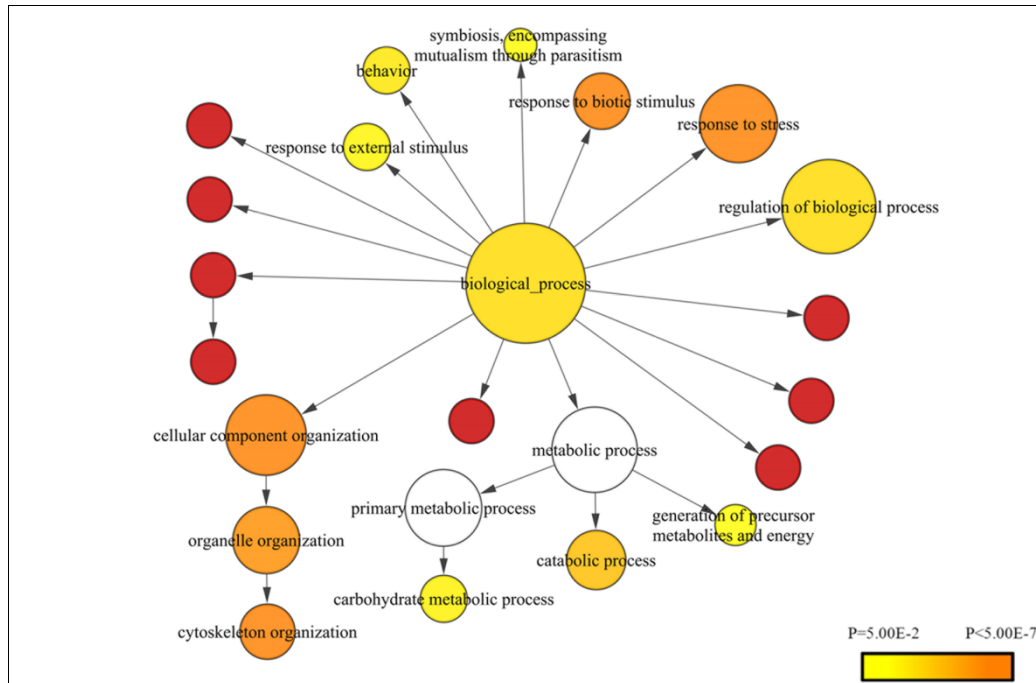 symbiosis, encompassing
mutualism through parasitism
behavior
response to biotic stimulus
response to stress
response to external stimulus
regulation of biological process
biological_process
cellular component organization
metabolic process
primary metabolic process
generation of precursor
metabolites and energy
organelle organization
catabolic process
carbohydrate metabolic process
cytoskeleton organization
P=5.00E-2 P<5.00E-7